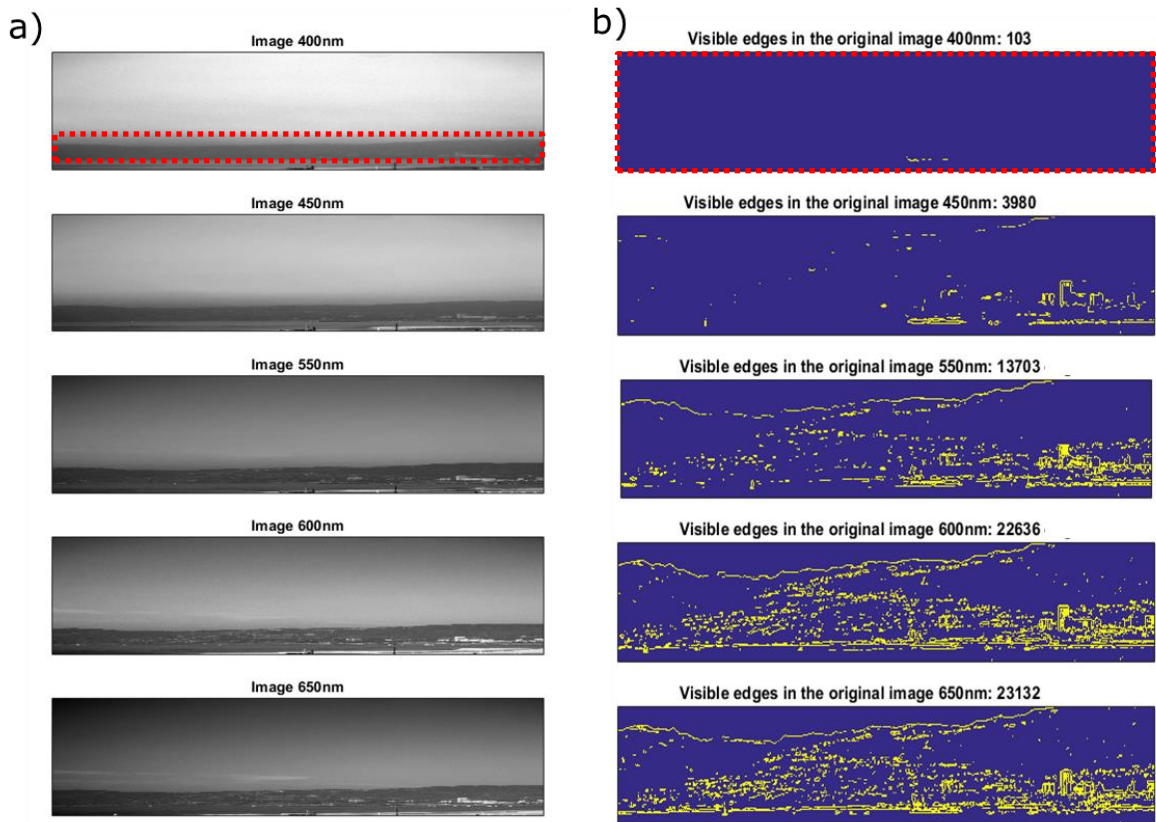 a)
Image 400nm
Image 450nm
Image 550nm
Image 600nm
Image 650nm
b)
Visible edges in the original image 400nm: 103
Visible edges in the original image 450nm: 3980
Visible edges in the original image 550nm: 13703
Visible edges in the original image 600nm: 22636
Visible edges in the original image 650nm: 23132